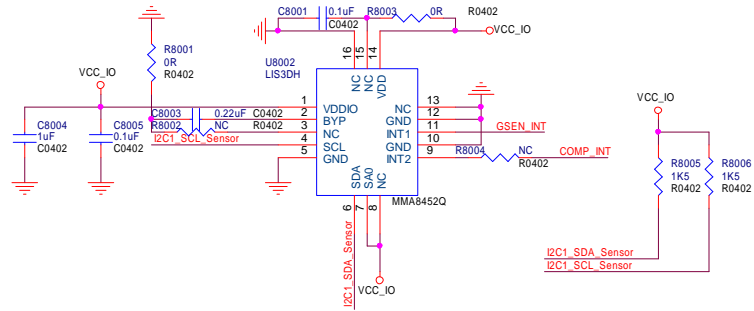 C8001
0.1uF
R8003
0R
R0402
C0402
VCC_IO
R8001
0R
R0402
U8002
LIS3DH
16
15
14
NC
NC
VDD
VCC_IO
C8004
1uF
C0402
C8005
0.1uF
C0402
C8003
0.22uF
C0402
R8002
NC
R0402
I2C1_SCL_Sensor
1
2
3
4
5
VDDIO
BYP
NC
SCL
GND
NC
GND
INT1
GND
INT2
13
12
11
10
9
GSEN_INT
R8004
NC
R0402
COMP_INT
SDA
SA0
NC
6
7
8
MMA8452Q
I2C1_SDA_Sensor
VCC_IO
VCC_IO
R8005
1K5
R0402
R8006
1K5
R0402
I2C1_SDA_Sensor
I2C1_SCL_Sensor